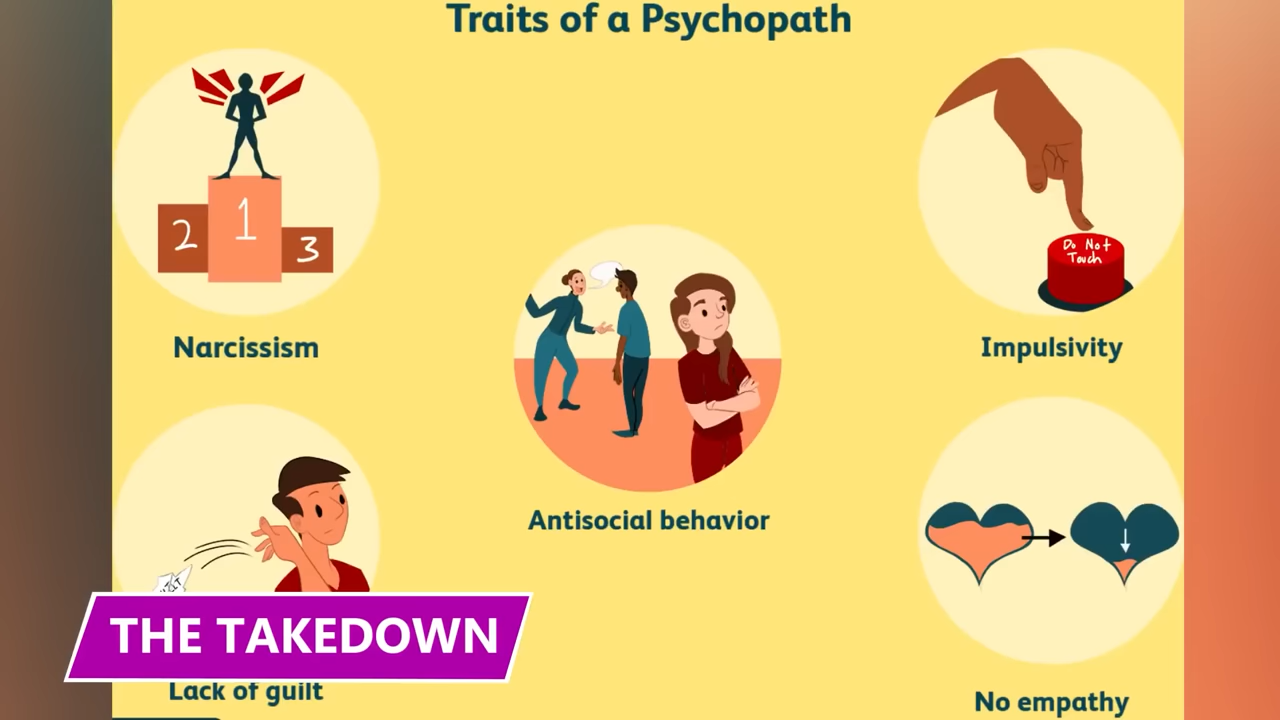 Traits of a Psychopath
2
1
3
Do Not
Touch
Narcissism
Impulsivity
Antisocial behavior
THE TAKEDOWN
Lack of guilt
No empathy